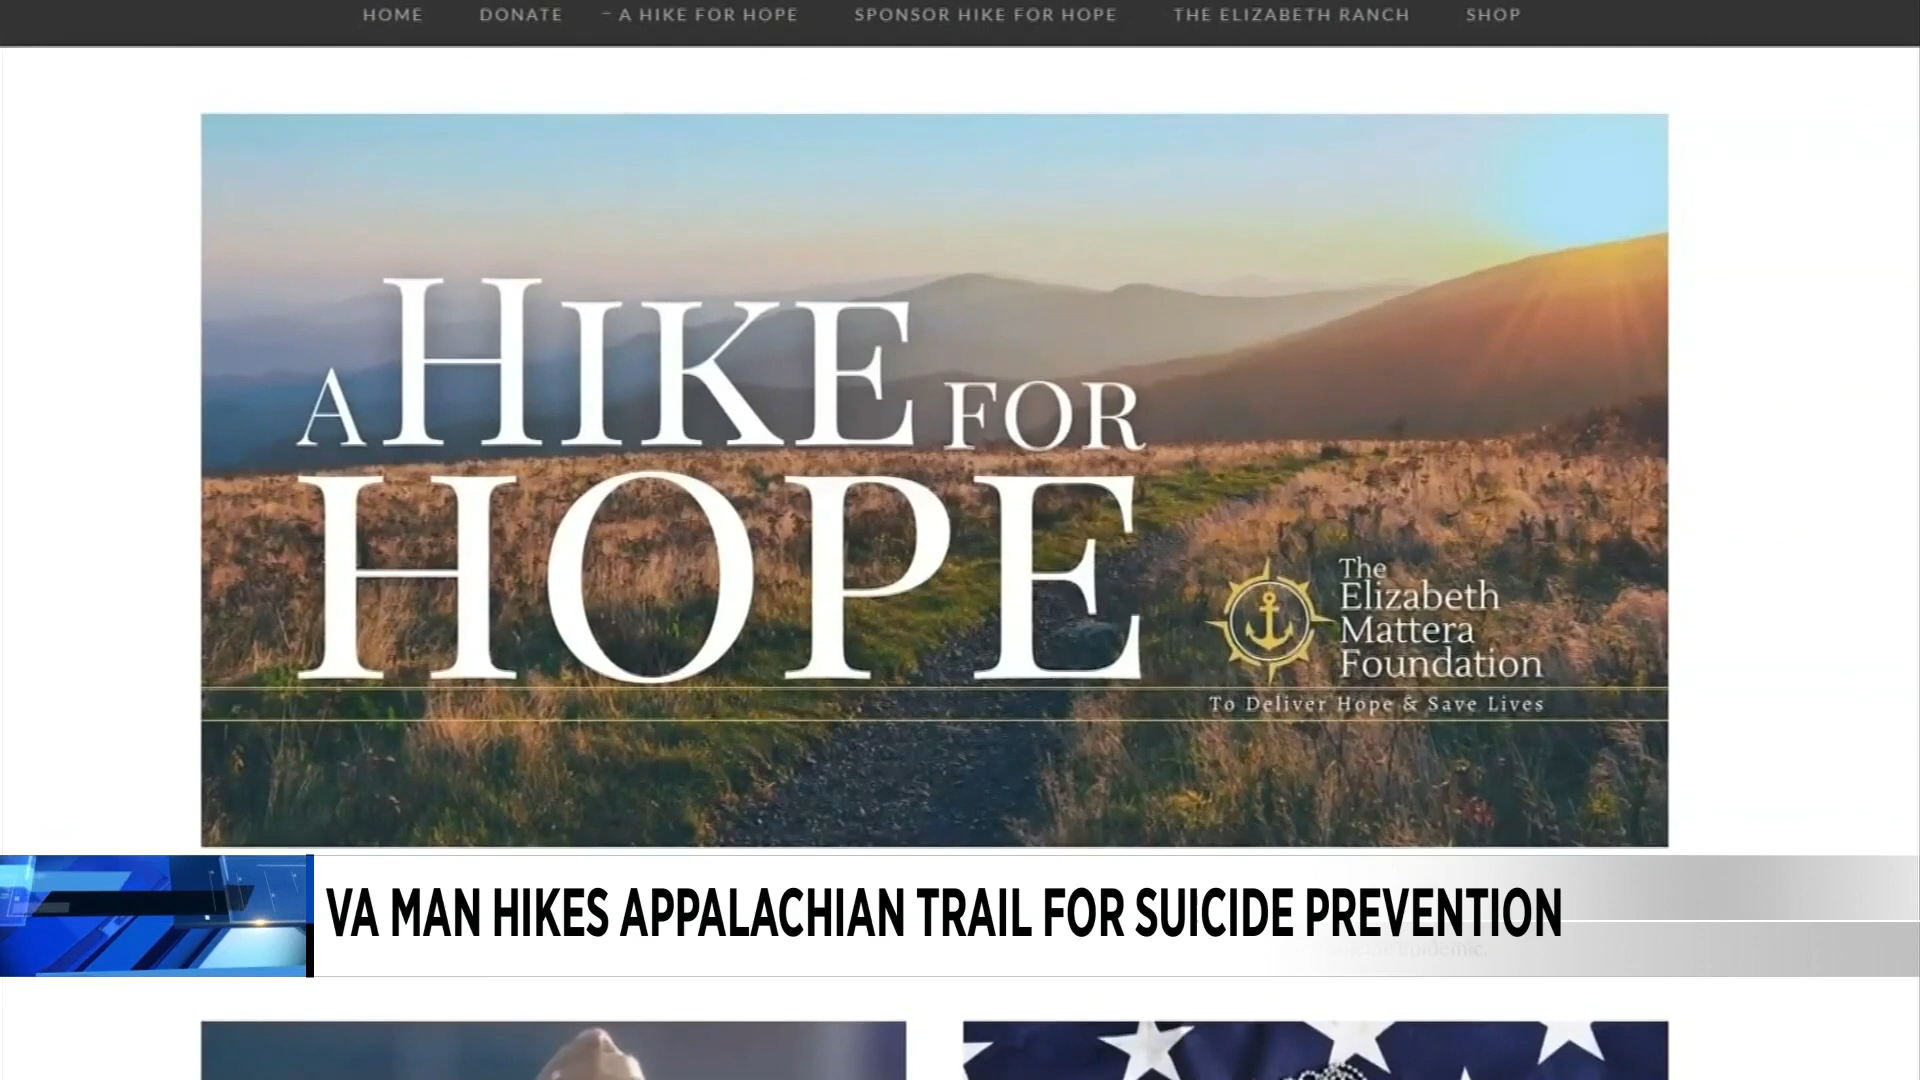 HOME DONATE – A HIKE FOR HOPE SPONSOR HIKE FOR HOPE THE ELIZABETH RANCH SHOP
A HIKE FOR
HOPE
The
Elizabeth
Mattera
Foundation
To Deliver Hope & Save Lives
VA MAN HIKES APPALACHIAN TRAIL FOR SUICIDE PREVENTION
epidemic.